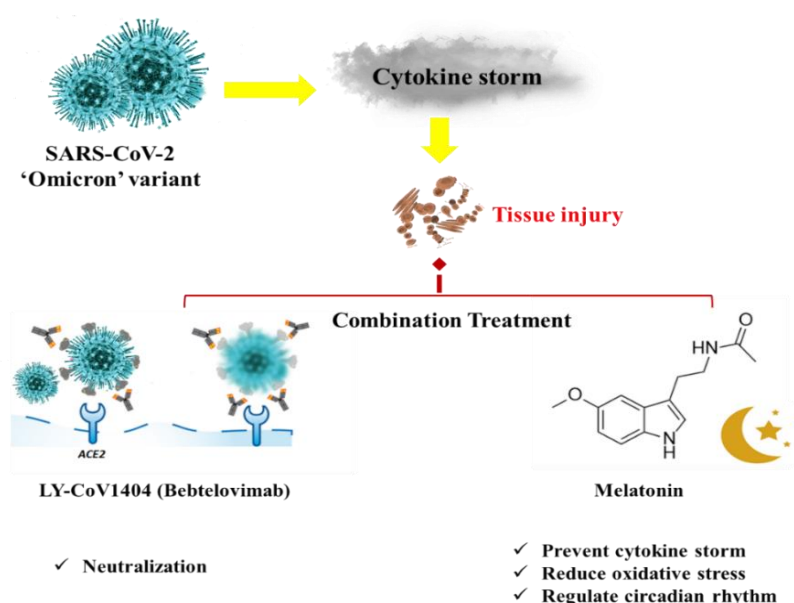 Cytokine storm
SARS-CoV-2
‘Omicron’ variant
Tissue injury
Combination Treatment
O
HN
O
N
H
ACE2
LY-CoV1404 (Bebtelovimab)
Melatonin
✓ Neutralization
✓ Prevent cytokine storm
✓ Reduce oxidative stress
✓ Regulate circadian rhythm